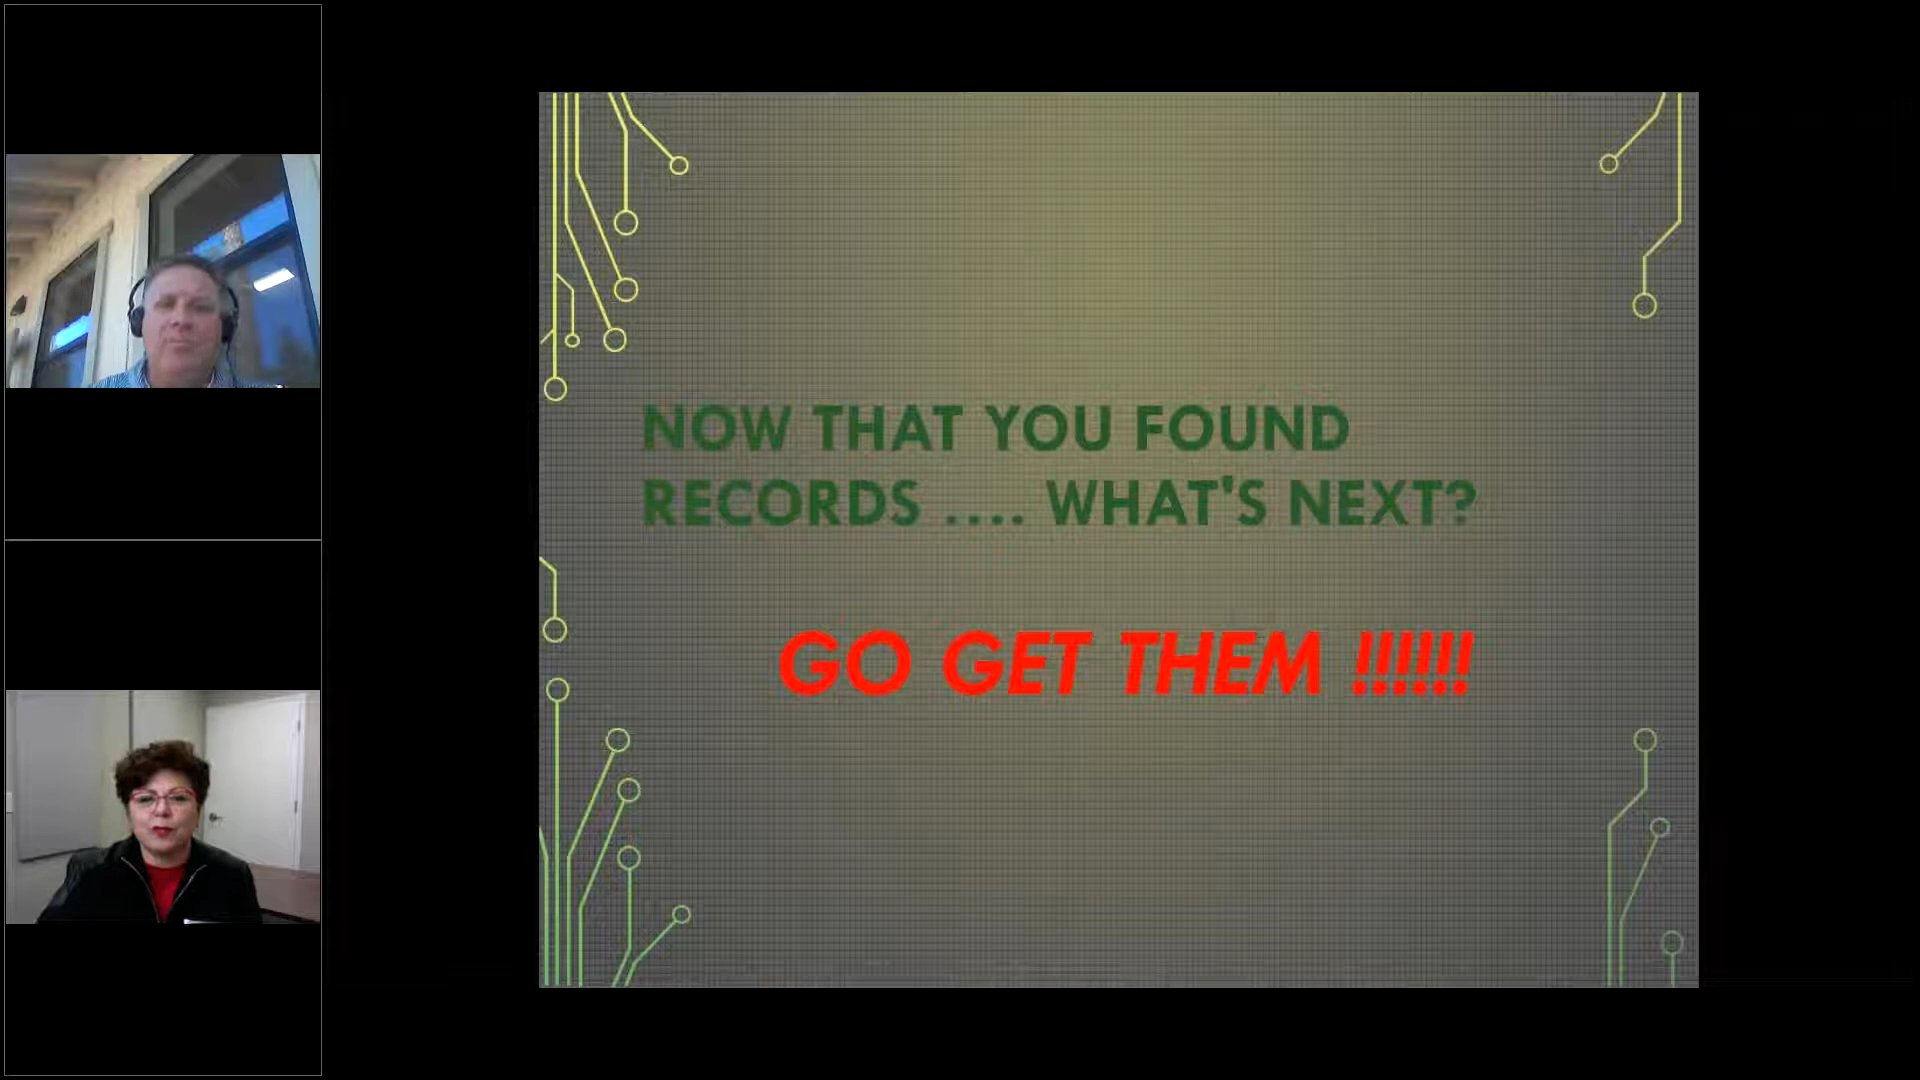 NOW THAT YOU FOUND
RECORDS .... WHAT'S NEXT?
GO GET THEM !!!!!!